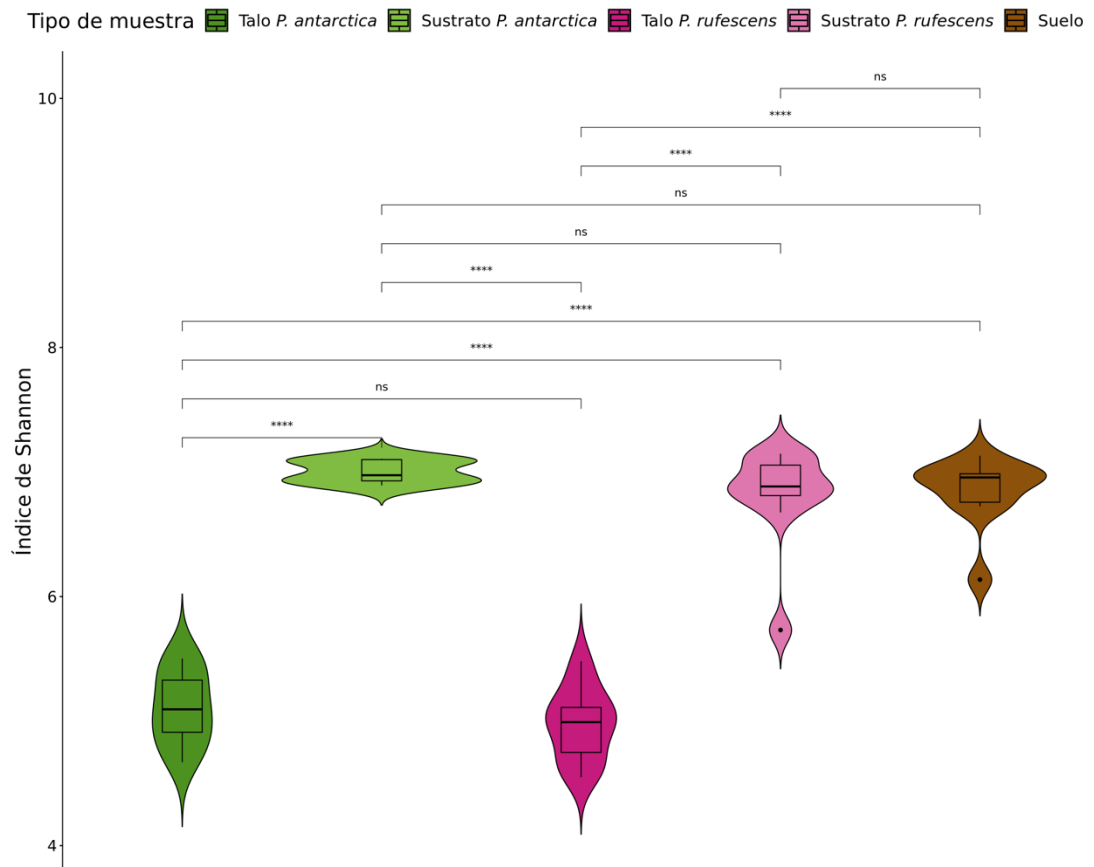 Tipo de muestra Talo P. antarctica Sustrato P. antarctica Talo P. rufescens Sustrato P. rufescens Suelo
ns
10
****
****
ns
ns
****
****
8
****
ns
****
Índice de Shannon
6
4